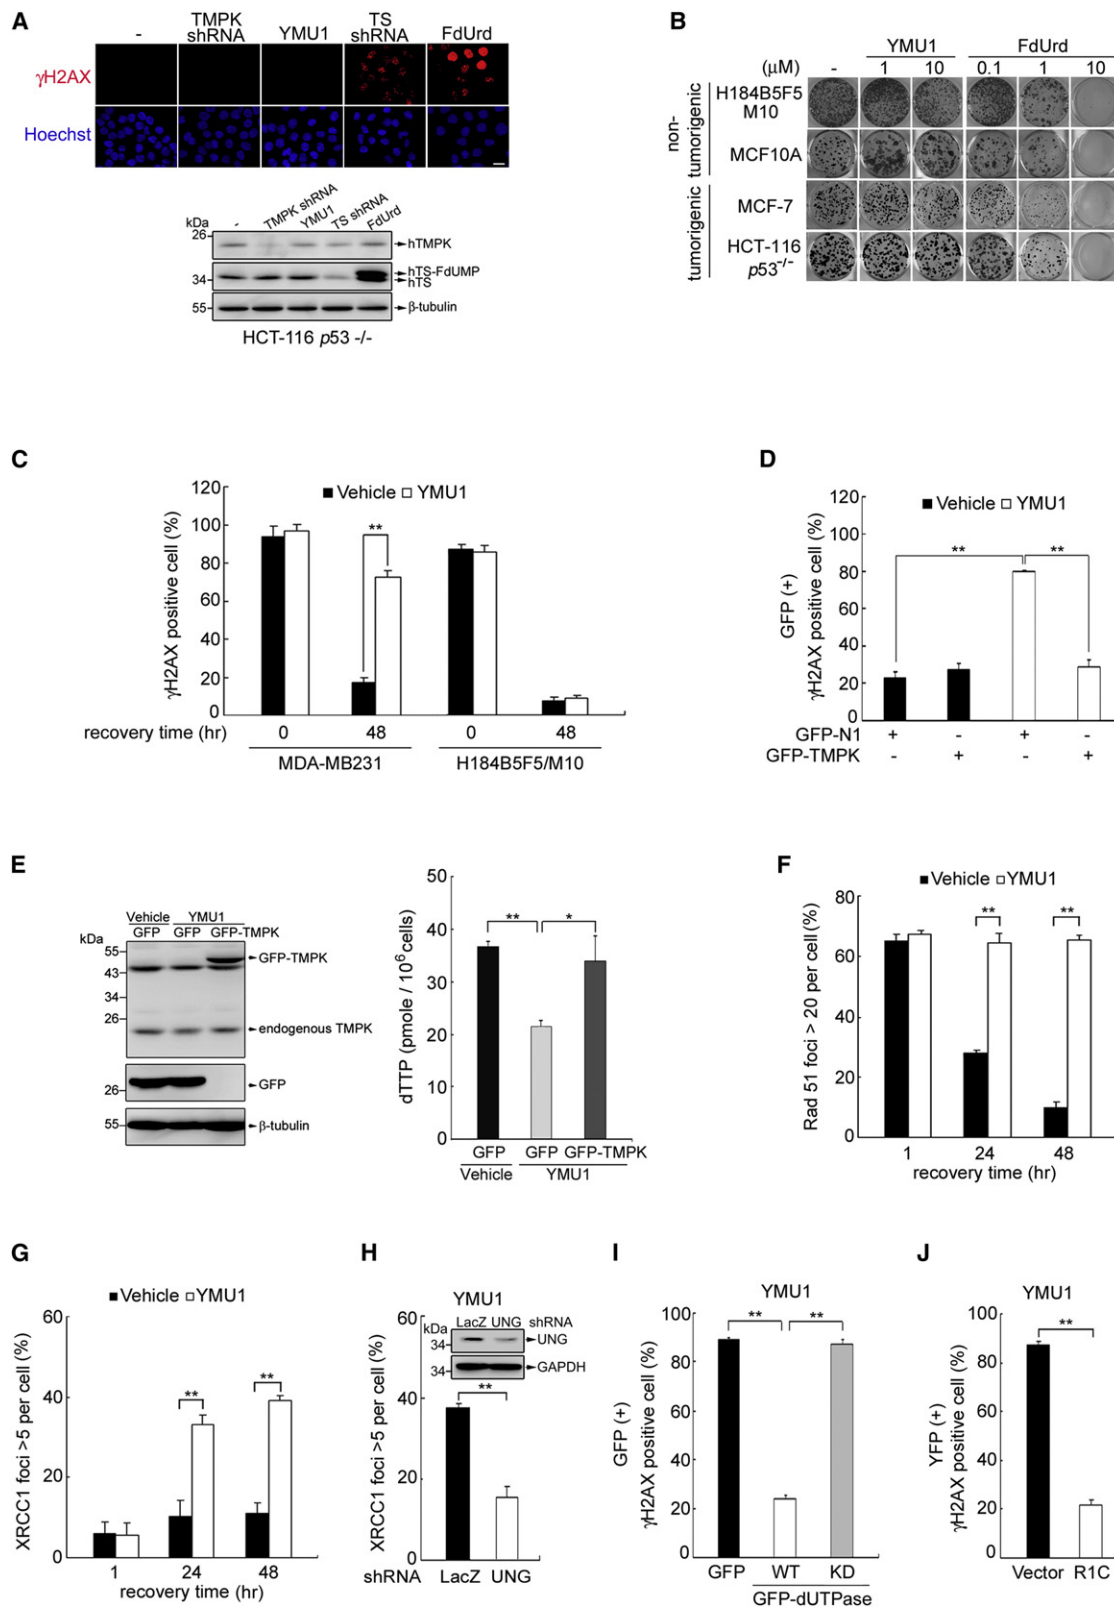 A
- TMPK shRNA YMU1 TS shRNA FdUrd
γH2AX
Hoechst
kDa - TMPK shRNA YMU1 TS shRNA FdUrd
26
hTMPK
34
hTS-FdUMP
hTS
55
β-tubulin
HCT-116 p53 -/-
B
YMU1 FdUrd
(μM) - 1 10 0.1 1 10
non-tumorigenic
H184B5F5
M10
MCF10A
tumorigenic
MCF-7
HCT-116
p53-/-
C
Vehicle YMU1
γH2AX positive cell (%)
120
100
80
60
40
20
0
recovery time (hr) 0 48 0 48
MDA-MB231 H184B5F5/M10
**
D
Vehicle YMU1
GFP (+)
γH2AX positive cell (%)
120
100
80
60
40
20
0
** **
GFP-N1 + - + -
GFP-TMPK - + - +
E
Vehicle YMU1
GFP GFP GFP-TMPK
kDa
55
43
34
26
GFP-TMPK
endogenous TMPK
26
GFP
55
β-tubulin
dTTP (pmole / 10⁶cells)
50
40
30
20
10
0
** *
GFP GFP GFP-TMPK
Vehicle YMU1
F
Vehicle YMU1
Rad 51 foci > 20 per cell (%)
80
60
40
20
0
** **
1 24 48
recovery time (hr)
G
Vehicle YMU1
XRCC1 foci >5 per cell (%)
60
40
20
0
** **
1 24 48
recovery time (hr)
H
YMU1
LacZ UNG shRNA
kDa
34
UNG
34
GAPDH
XRCC1 foci >5 per cell (%)
60
40
20
0
**
shRNA LacZ UNG
I
YMU1
GFP (+)
γH2AX positive cell (%)
100
80
60
40
20
0
** **
GFP WT KD
GFP-dUTPase
J
YMU1
YFP (+)
γH2AX positive cell (%)
100
80
60
40
20
0
**
Vector R1C